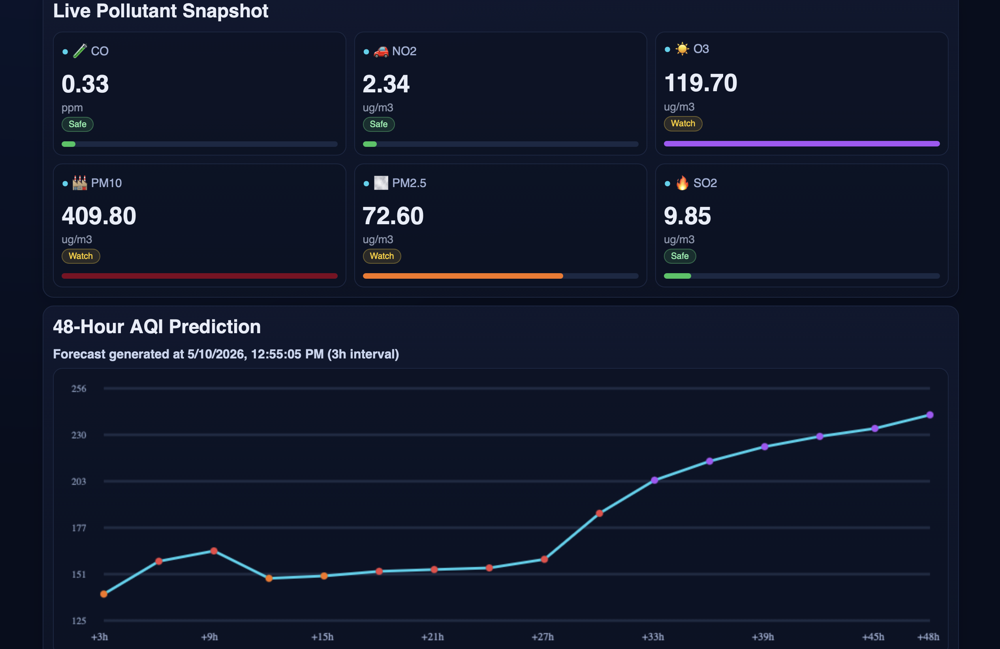 Live Pollutant Snapshot
CO
0.33
ppm
Safe
NO2
2.34
ug/m3
Safe
O3
119.70
ug/m3
Watch
PM10
409.80
ug/m3
Watch
PM2.5
72.60
ug/m3
Watch
SO2
9.85
ug/m3
Safe
48-Hour AQI Prediction
Forecast generated at 5/10/2026, 12:55:05 PM (3h interval)
256
230
203
177
151
125
+3h +9h +15h +21h +27h +33h +39h +45h +48h